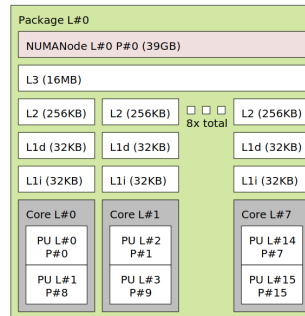 Package L#0
NUMANode L#0 P#0 (39GB)
L3 (16MB)
L2 (256KB) L2 (256KB) L2 (256KB)
8x total
L1d (32KB) L1d (32KB) L1d (32KB)
L1i (32KB) L1i (32KB) L1i (32KB)
Core L#0 Core L#1 Core L#7
PU L#0 PU L#2 PU L#14
P#0 P#1 P#7
PU L#1 PU L#3 PU L#15
P#8 P#9 P#15